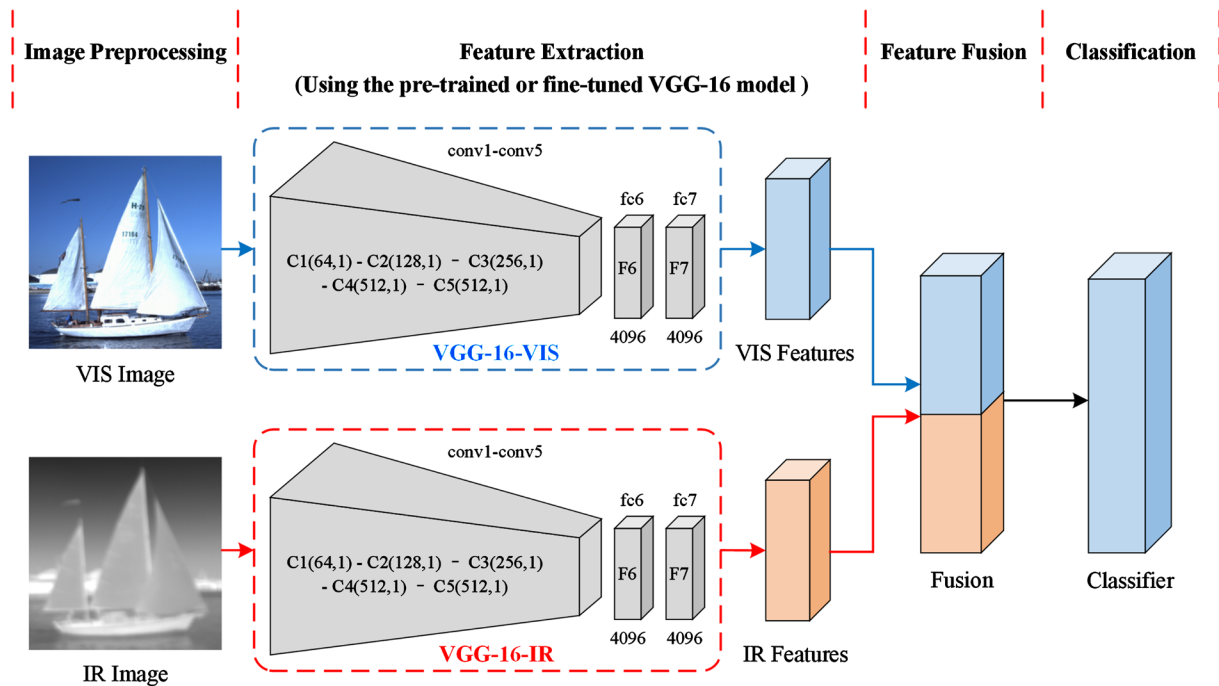 Image Preprocessing
Feature Extraction
(Using the pre-trained or fine-tuned VGG-16 model )
Feature Fusion
Classification
conv1-conv5
fc6
fc7
C1(64,1) - C2(128,1) - C3(256,1)
- C4(512,1) - C5(512,1)
F6
F7
4096
4096
VGG-16-VIS
VIS Image
VIS Features
H-29
17184
conv1-conv5
fc6
fc7
C1(64,1) - C2(128,1) - C3(256,1)
- C4(512,1) - C5(512,1)
F6
F7
4096
4096
VGG-16-IR
IR Image
IR Features
Fusion
Classifier